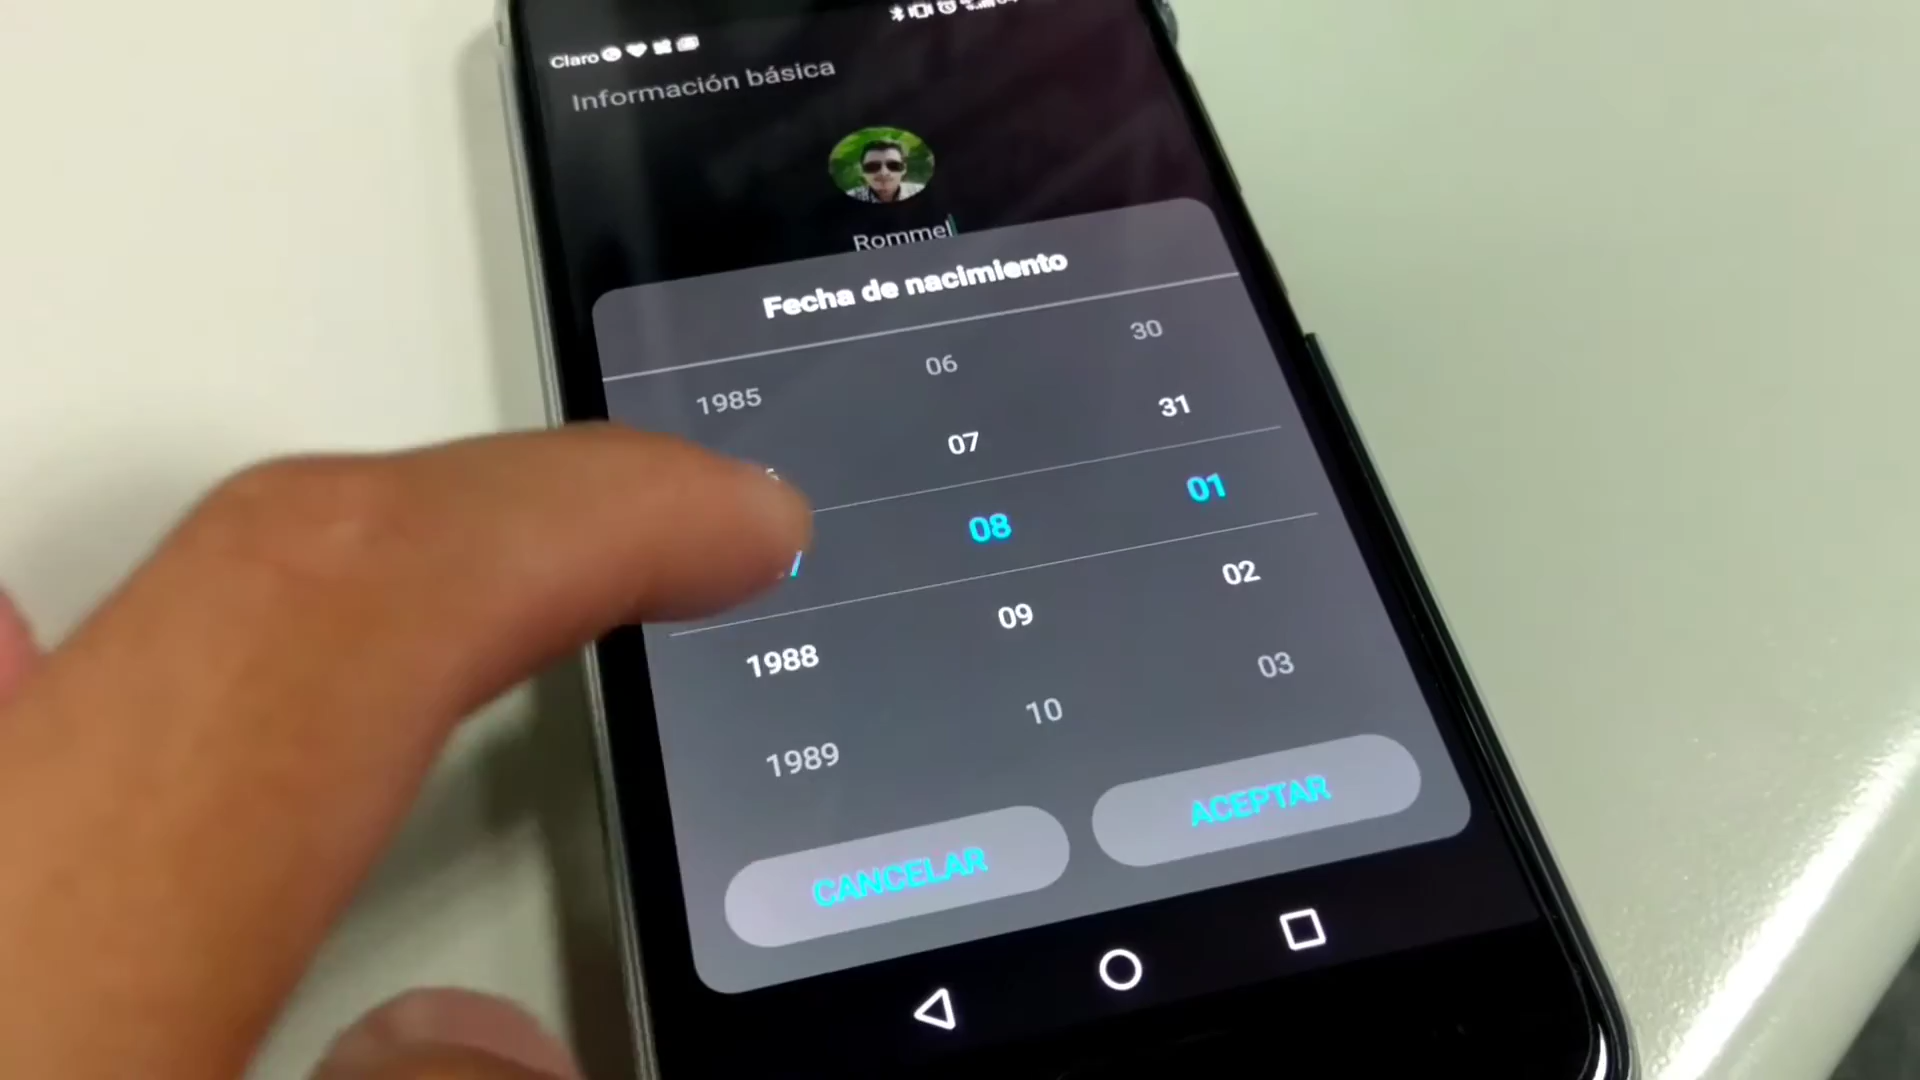 Claro
Información básica
Rommel
Fecha de nacimiento
1985 06 30
07 31
7 08 01
1988 09 02
1989 10 03
CANCELAR ACEPTAR